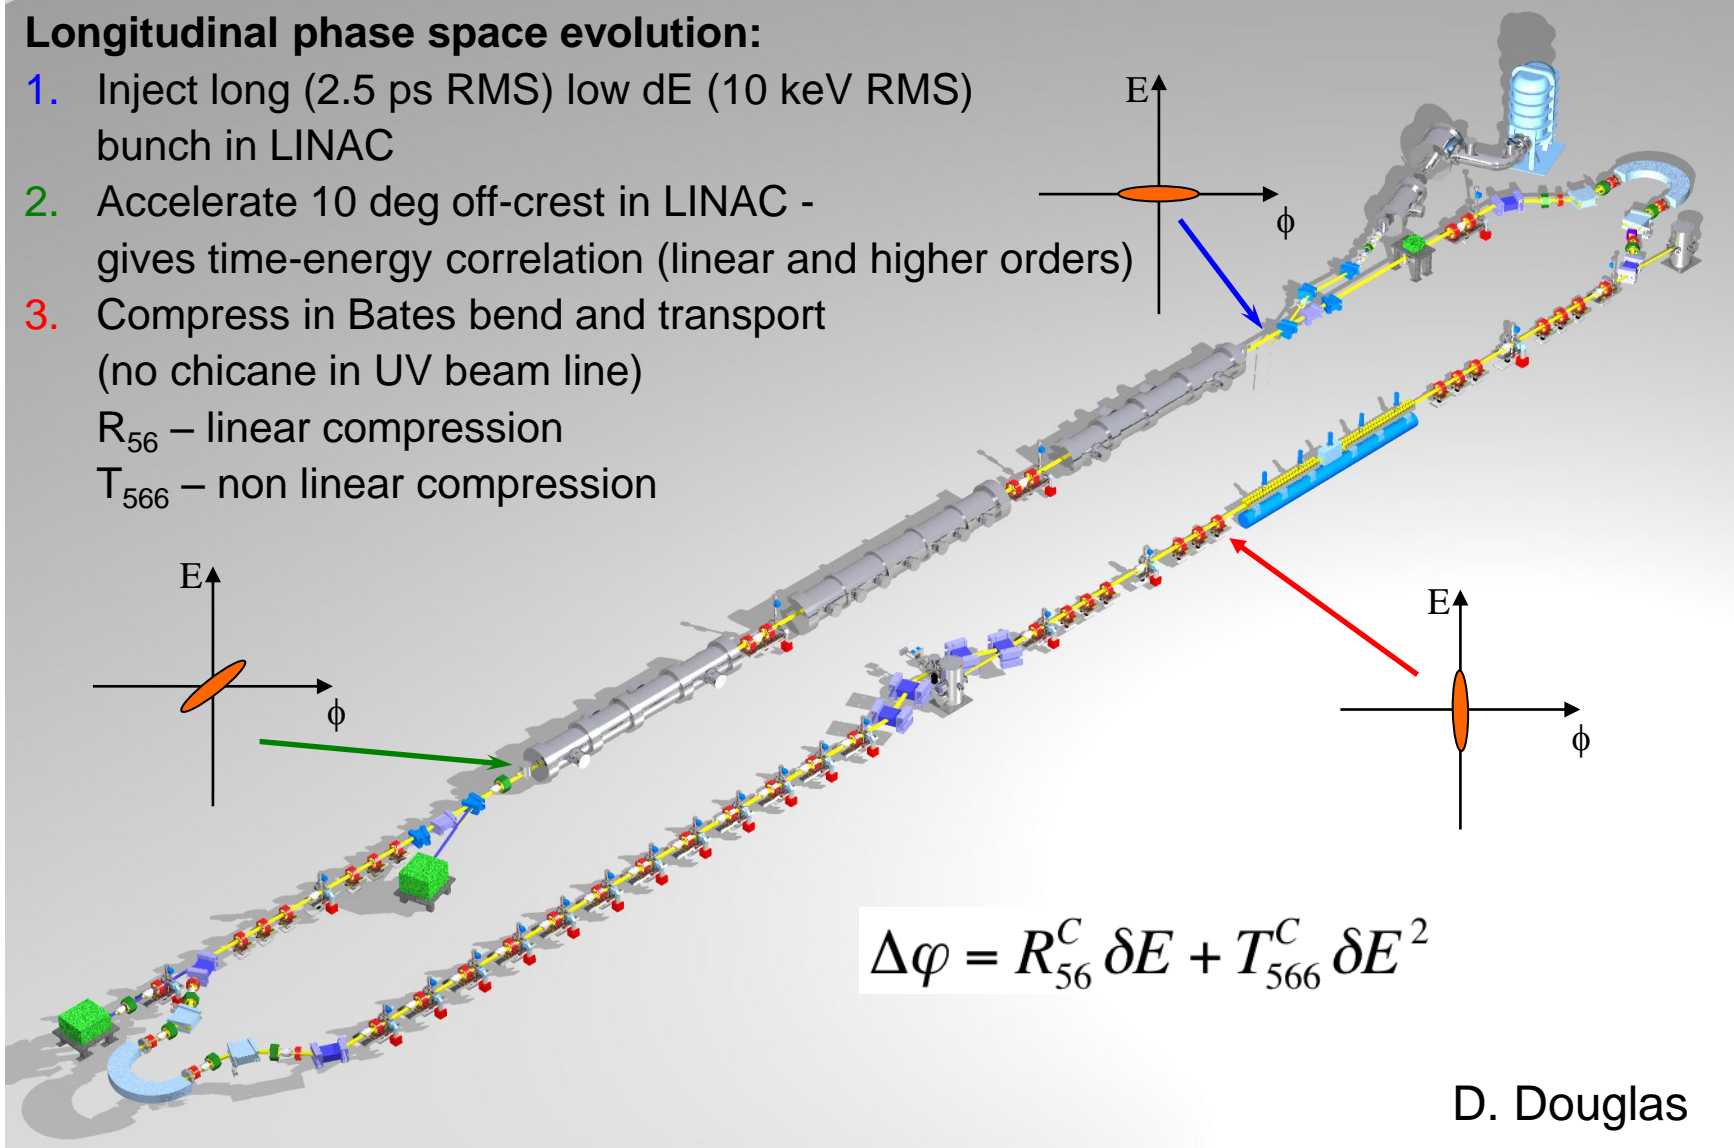 Longitudinal phase space evolution:
1. Inject long (2.5 ps RMS) low dE (10 keV RMS)
bunch in LINAC
2. Accelerate 10 deg off-crest in LINAC -
gives time-energy correlation (linear and higher orders)
3. Compress in Bates bend and transport
(no chicane in UV beam line)
R56 – linear compression
T566 – non linear compression
E
ϕ
E
ϕ
E
ϕ
Δφ = R^C_56 δE + T^C_566 δE^2
D. Douglas